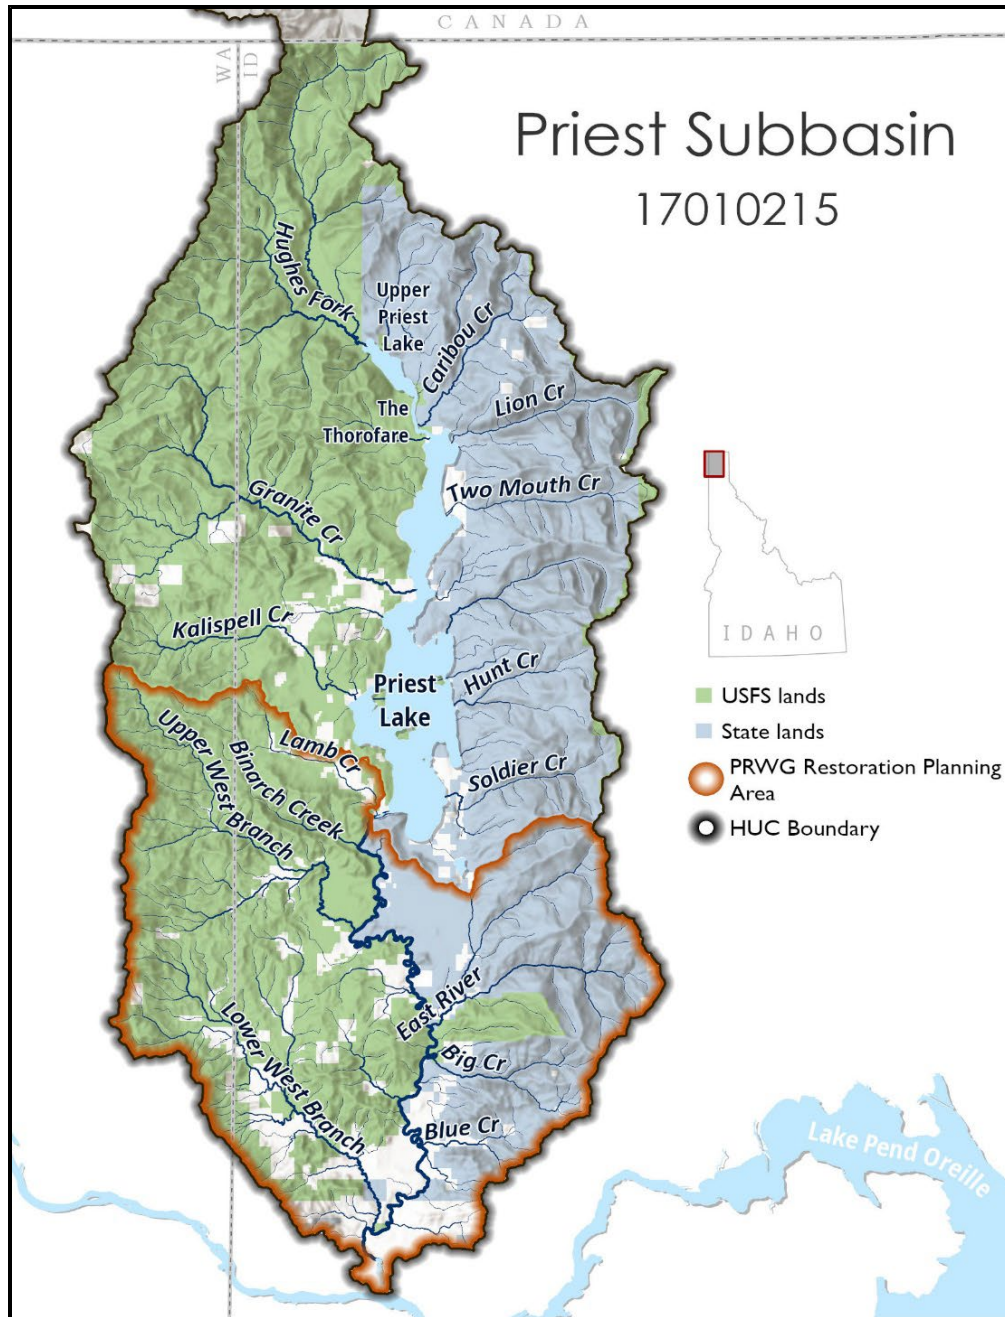 CANADA
WA
ID
Priest Subbasin
17010215
Hughes Fork
Upper
Priest
Lake
Caribou Cr
The
Thorofare
Lion Cr
Two Mouth Cr
Granite Cr
Kalispell Cr
Priest
Lake
Hunt Cr
Lamb Cr
Soldier Cr
Upper West Branch
Binarch Creek
East River
Big Cr
Lower West Branch
Blue Cr
Lake Pend Oreille
IDAHO
USFS lands
State lands
PRWG Restoration Planning
Area
HUC Boundary